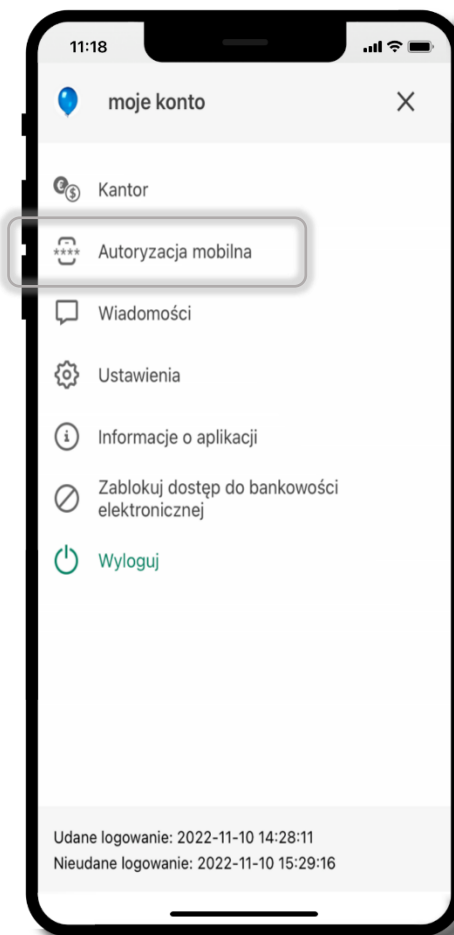 11:18
moje konto
Kantor
Autoryzacja mobilna
Wiadomości
Ustawienia
Informacje o aplikacji
Zablokuj dostęp do bankowości
elektronicznej
Wyloguj
Udane logowanie: 2022-11-10 14:28:11
Nieudane logowanie: 2022-11-10 15:29:16